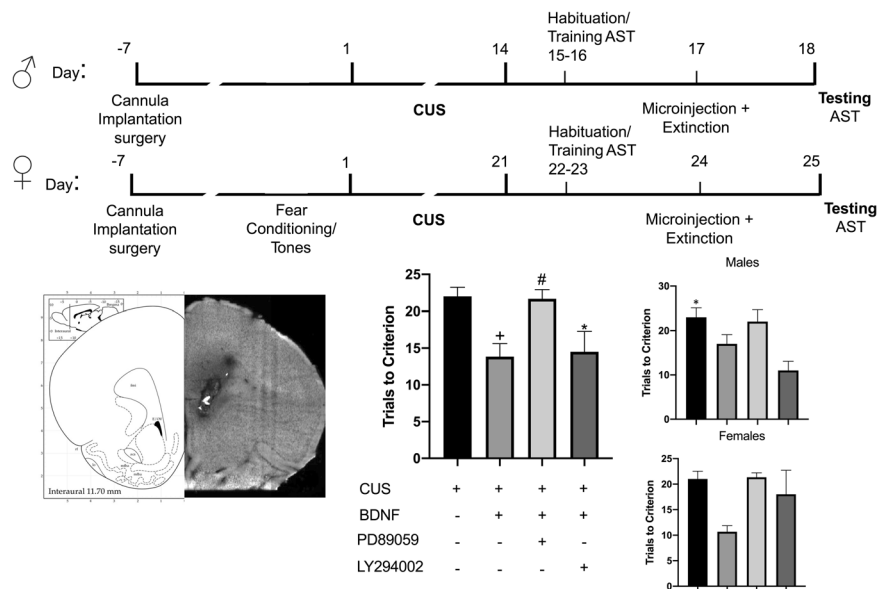 Habituation/
Training AST
-7 1 14 15-16 17 18
♂ Day:
Cannula
Implantation
surgery
CUS
Microinjection +
Extinction
Testing
AST
Habituation/
Training AST
-7 1 21 22-23 24 25
♀ Day:
Cannula
Implantation
surgery
Fear
Conditioning/
Tones
CUS
Microinjection +
Extinction
Testing
AST
Interaural 11.70 mm
Trials to Criterion
25
20
15
10
5
0
+
#
*
CUS + + + +
BDNF - + + +
PD89059 - - + -
LY294002 - - - +
Males
Trials to Criterion
30
20
10
0
*
Females
Trials to Criterion
25
20
15
10
5
0